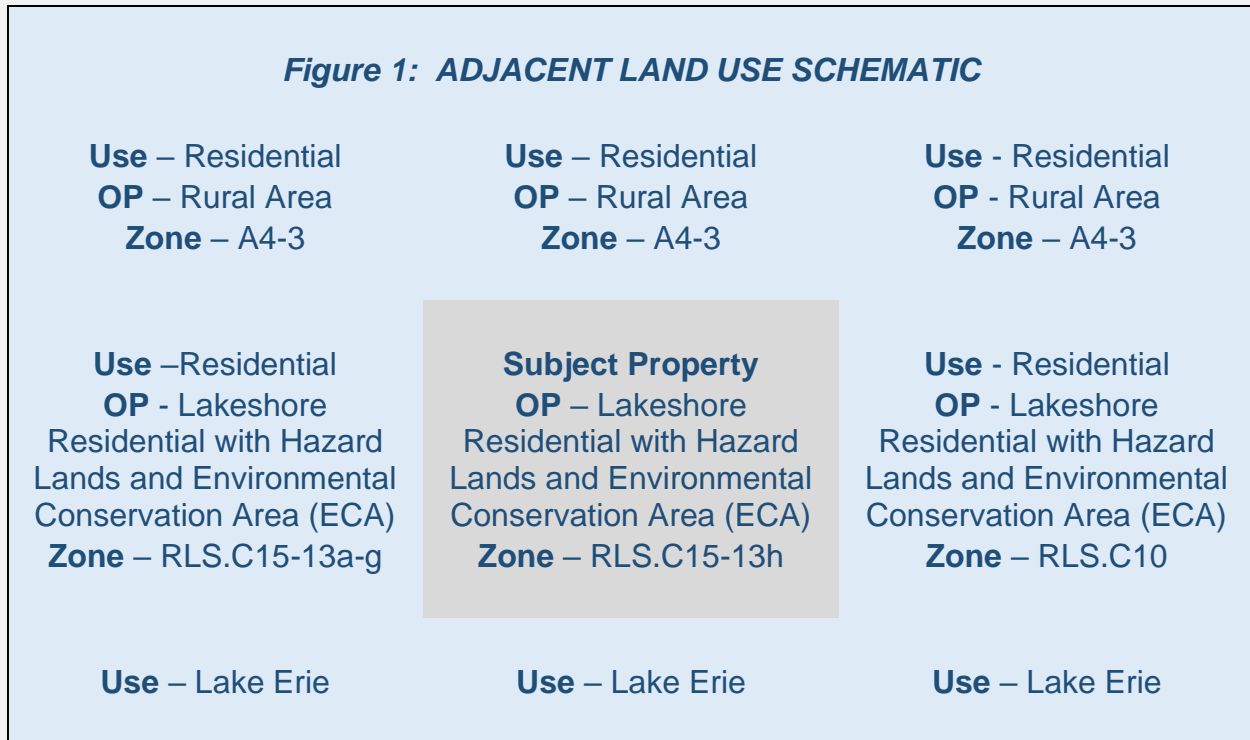 Figure 1: ADJACENT LAND USE SCHEMATIC
Use – Residential
OP – Rural Area
Zone – A4-3
Use – Residential
OP – Rural Area
Zone – A4-3
Use - Residential
OP - Rural Area
Zone – A4-3
Use –Residential
OP - Lakeshore
Residential with Hazard
Lands and Environmental
Conservation Area (ECA)
Zone – RLS.C15-13a-g
Subject Property
OP – Lakeshore
Residential with Hazard
Lands and Environmental
Conservation Area (ECA)
Zone – RLS.C15-13h
Use - Residential
OP - Lakeshore
Residential with Hazard
Lands and Environmental
Conservation Area (ECA)
Zone – RLS.C10
Use – Lake Erie
Use – Lake Erie
Use – Lake Erie